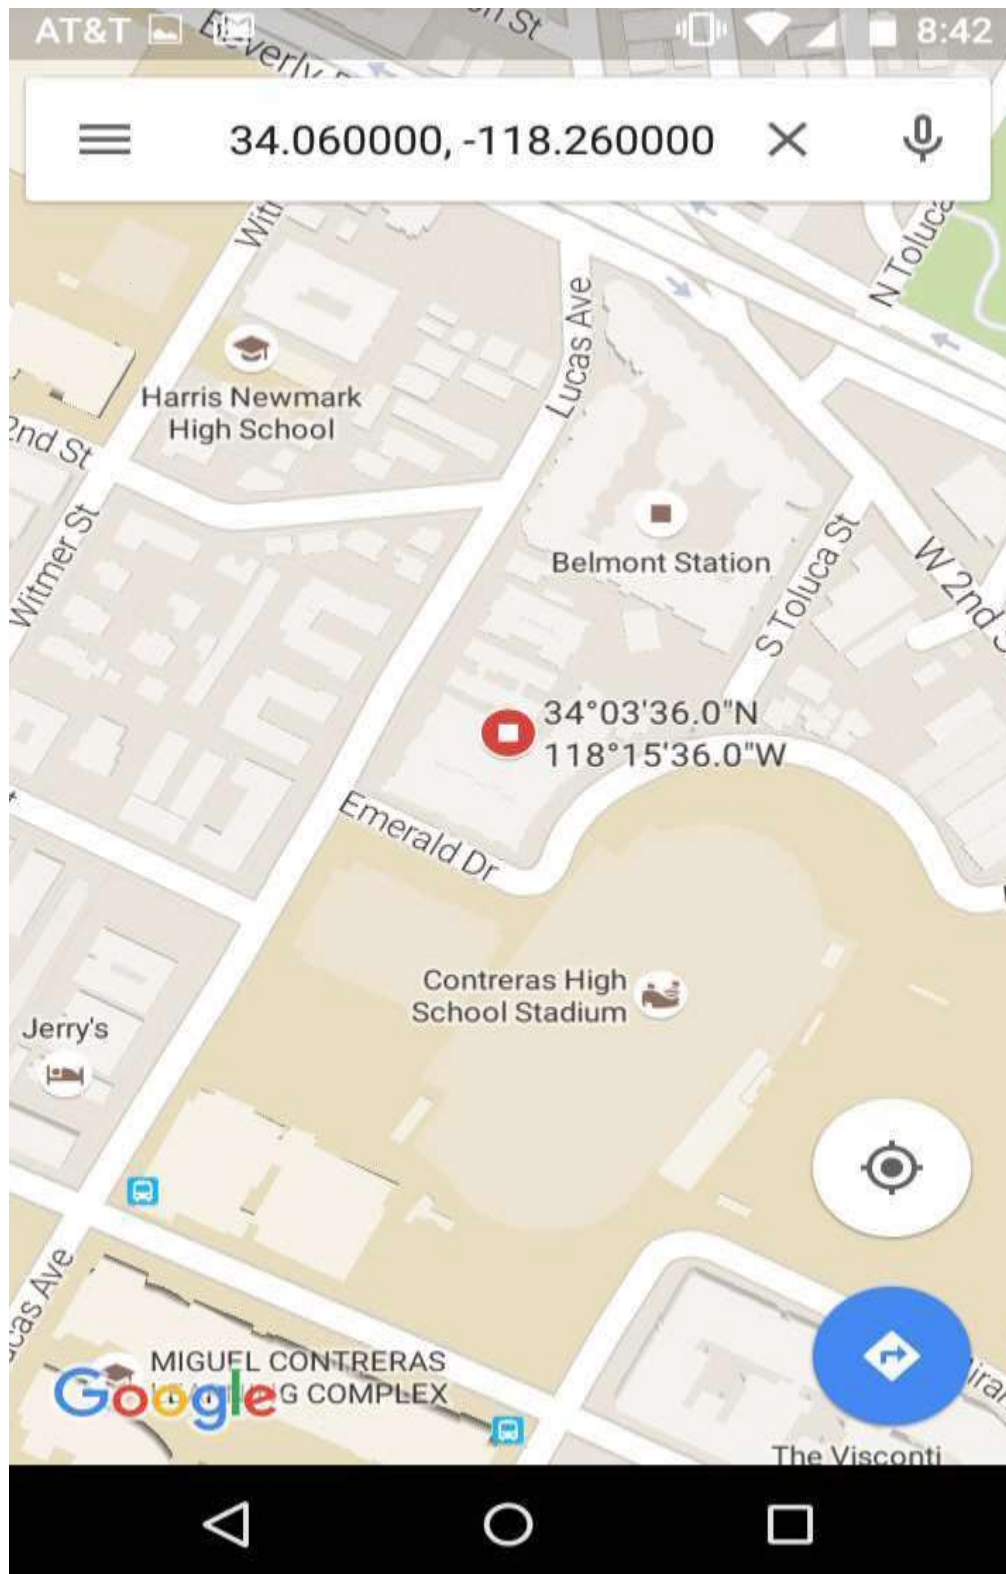 AT&T 8:42
Beverly
34.060000, -118.260000
N Toluca
Lucas Ave
Harris Newmark
High School
2nd St
Witmer St
Belmont Station
S Toluca St
W 2nd
34°03'36.0"N
118°15'36.0"W
Emerald Dr
Contreras High
School Stadium
Jerry's
MIGUEL CONTRERAS
G COMPLEX
Google
The Visconti